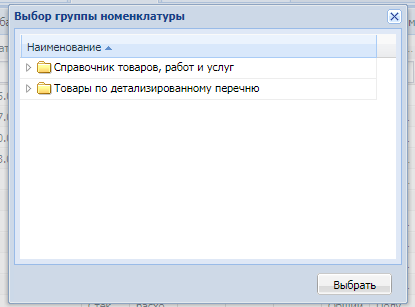 Выбор группы номенклатуры
Наименование
Справочник товаров, работ и услуг
Товары по детализированному перечню
Выбрать